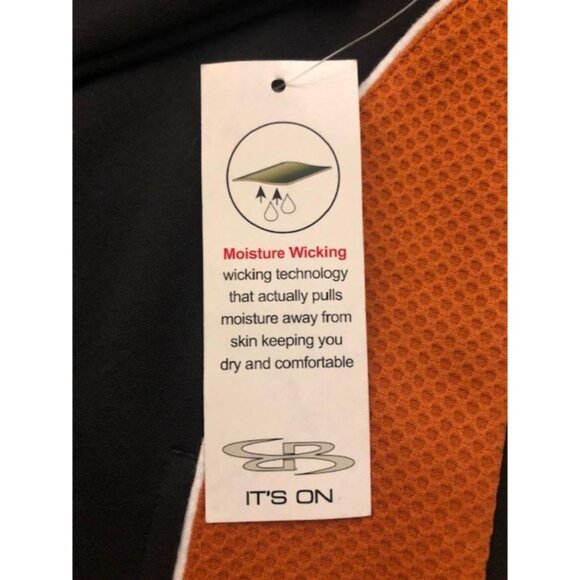 Moisture Wicking
wicking technology
that actually pulls
moisture away from
skin keeping you
dry and comfortable
IT'S ON